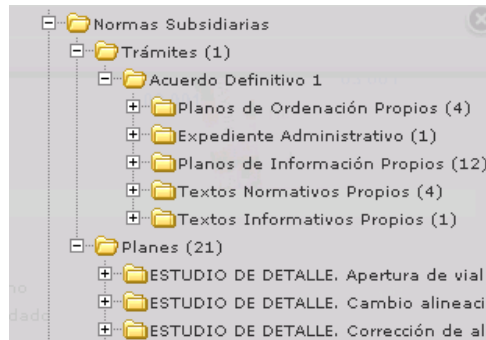 Normas Subsidiarias
Trámites (1)
Acuerdo Definitivo 1
Planos de Ordenación Propios (4)
Expediente Administrativo (1)
Planos de Información Propios (12)
Textos Normativos Propios (4)
Textos Informativos Propios (1)
Planes (21)
ESTUDIO DE DETALLE. Apertura de vial
ESTUDIO DE DETALLE. Cambio alineaci
ESTUDIO DE DETALLE. Corrección de al